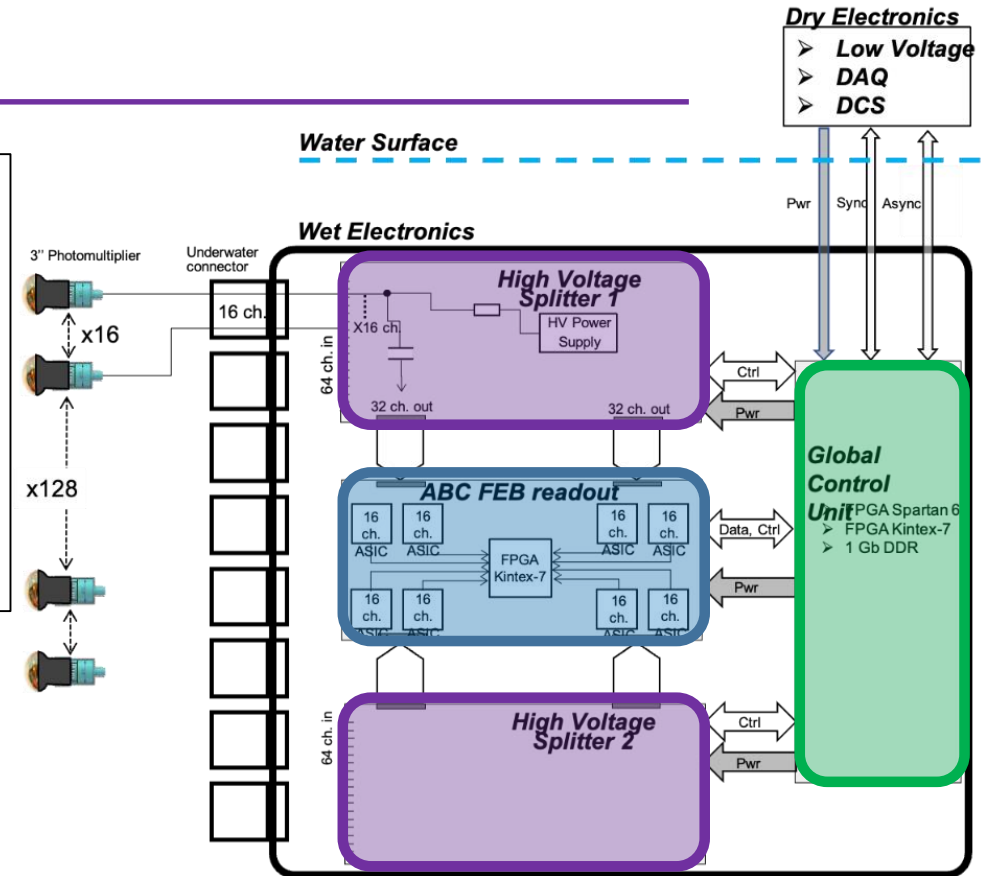 Dry Electronics
➢ Low Voltage
➢ DAQ
➢ DCS
Water Surface
Pwr
Sync
Async
Wet Electronics
3'' Photomultiplier
Underwater
connector
16 ch.
x16
x128
64 ch. in
High Voltage
Splitter 1
X16 ch.
HV Power
Supply
32 ch. out
32 ch. out
Ctrl
Pwr
ABC FEB readout
16
ch.
ASIC
16
ch.
ASIC
16
ch.
ASIC
16
ch.
ASIC
FPGA
Kintex-7
16
ch.
ASIC
16
ch.
ASIC
16
ch.
ASIC
16
ch.
ASIC
Data, Ctrl
Pwr
Global
Control
Unit
FPGA Spartan 6
➢ FPGA Kintex-7
➢ 1 Gb DDR
64 ch. in
High Voltage
Splitter 2
Ctrl
Pwr